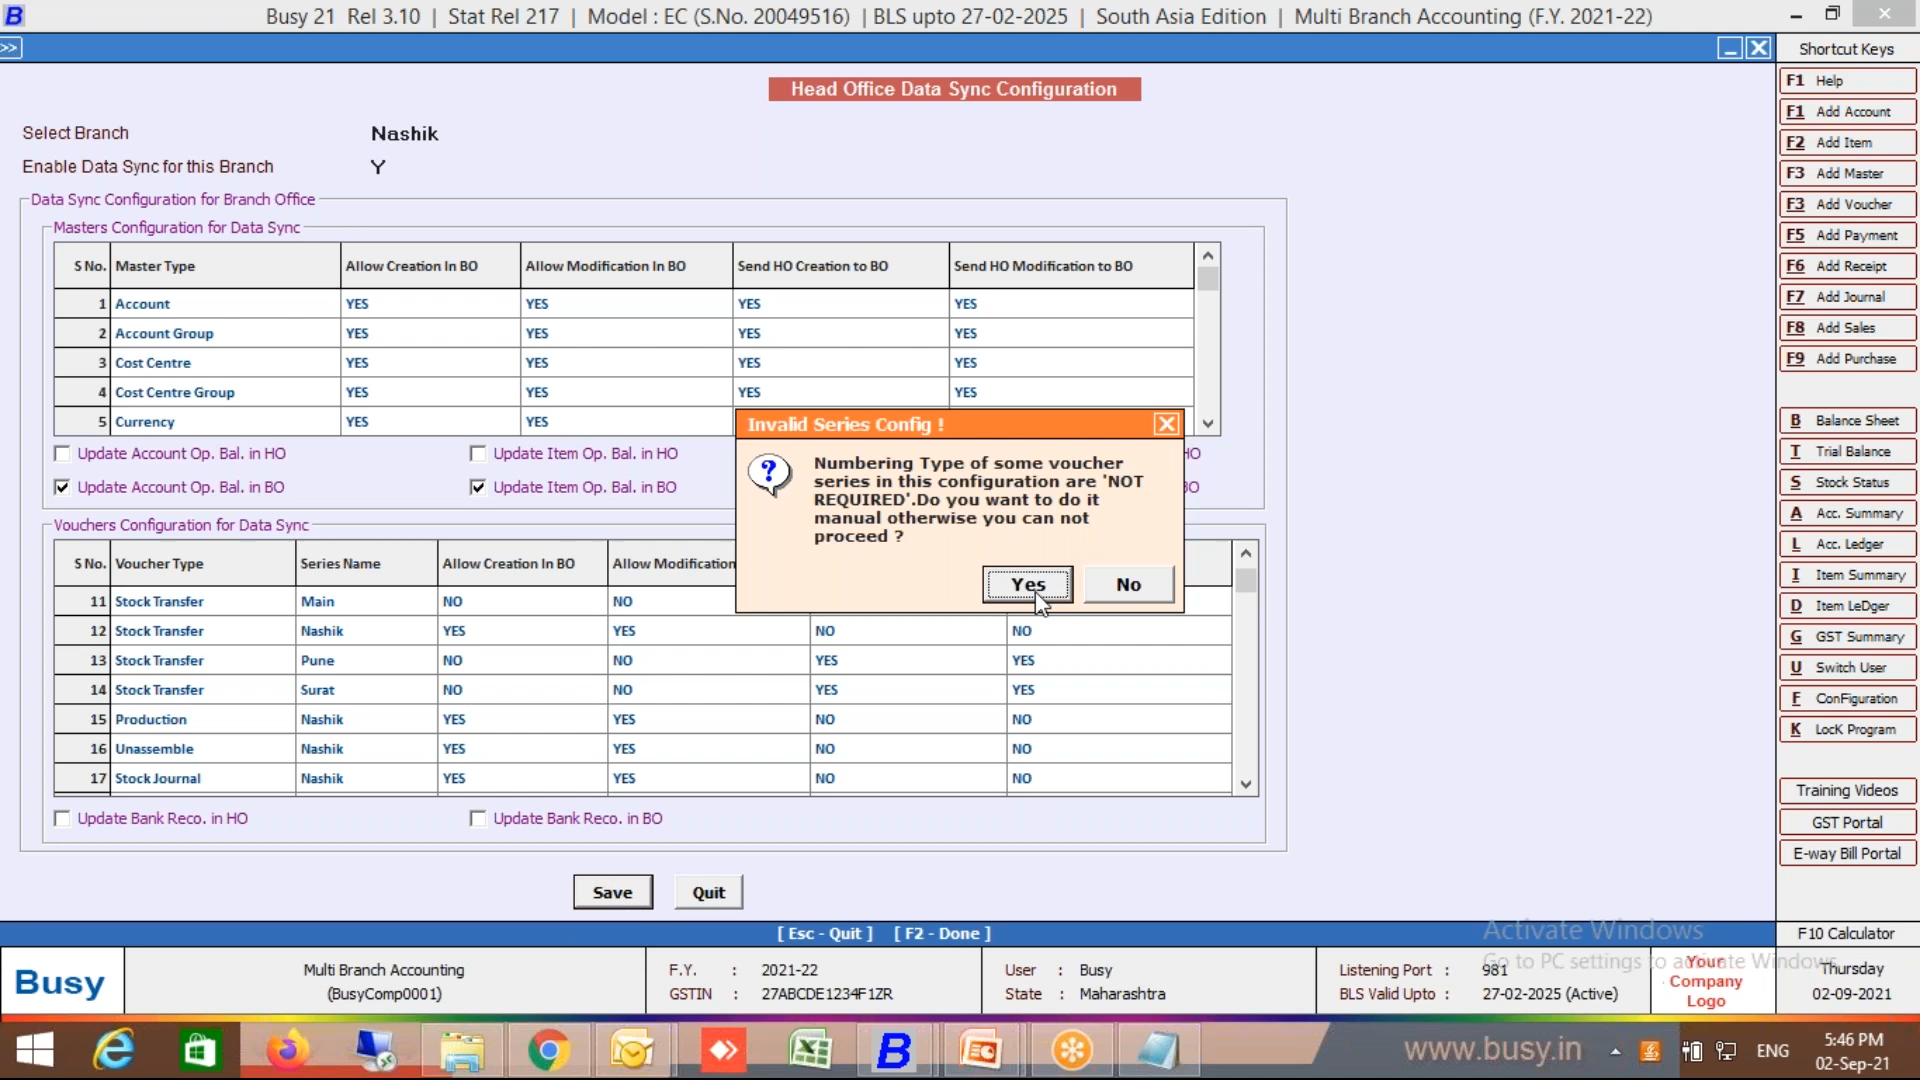 Busy 21 Rel 3.10 | Stat Rel 217 | Model : EC (S.No. 20049516) | BLS upto 27-02-2025 | South Asia Edition | Multi Branch Accounting (F.Y. 2021-22)
>>
Shortcut Keys
Head Office Data Sync Configuration
Select Branch Nashik
Enable Data Sync for this Branch Y
Data Sync Configuration for Branch Office
Masters Configuration for Data Sync
S No. Master Type Allow Creation In BO Allow Modification In BO Send HO Creation to BO Send HO Modification to BO
1 Account YES YES YES YES
2 Account Group YES YES YES YES
3 Cost Centre YES YES YES YES
4 Cost Centre Group YES YES YES YES
5 Currency YES YES
Update Account Op. Bal. in HO Update Item Op. Bal. in HO HO
Update Account Op. Bal. in BO Update Item Op. Bal. in BO BO
Invalid Series Config !
Numbering Type of some voucher
series in this configuration are 'NOT
REQUIRED'.Do you want to do it
manual otherwise you can not
proceed ?
Yes No
Vouchers Configuration for Data Sync
S No. Voucher Type Series Name Allow Creation In BO Allow Modification
11 Stock Transfer Main NO NO
12 Stock Transfer Nashik YES YES NO NO
13 Stock Transfer Pune NO NO YES YES
14 Stock Transfer Surat NO NO YES YES
15 Production Nashik YES YES NO NO
16 Unassemble Nashik YES YES NO NO
17 Stock Journal Nashik YES YES NO NO
Update Bank Reco. in HO Update Bank Reco. in BO
Save Quit
[ Esc - Quit ] [ F2 - Done ]
F1 Help
F1 Add Account
F2 Add Item
F3 Add Master
F3 Add Voucher
F5 Add Payment
F6 Add Receipt
F7 Add Journal
F8 Add Sales
F9 Add Purchase
B Balance Sheet
T Trial Balance
S Stock Status
A Acc. Summary
L Acc. Ledger
I Item Summary
D Item LeDger
G GST Summary
U Switch User
F ConFiguration
K LocK Program
Training Videos
GST Portal
E-way Bill Portal
F10 Calculator
Activate Windows
Go to PC settings to activate Windows.
Busy
Multi Branch Accounting
(BusyComp0001)
F.Y. : 2021-22
GSTIN : 27ABCDE1234F1ZR
User : Busy
State : Maharashtra
Listening Port : 981
BLS Valid Upto : 27-02-2025 (Active)
Your
Company
Logo
Thursday
02-09-2021
www.busy.in
ENG
5:46 PM
02-Sep-21